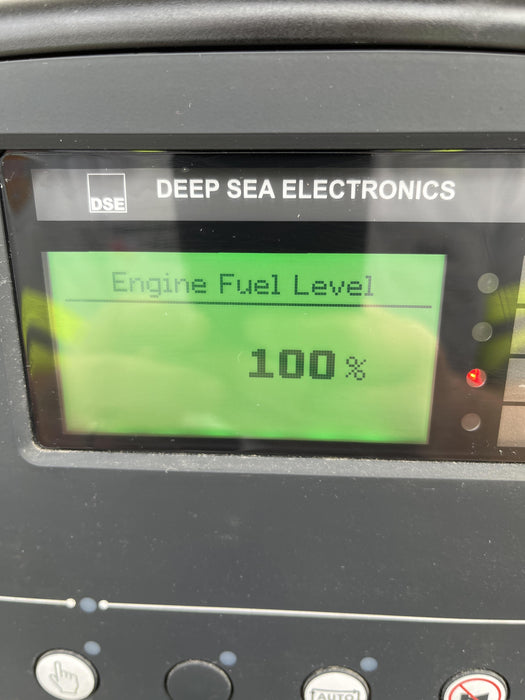 DSE
DEEP SEA ELECTRONICS
Engine Fuel Level
100 %
AUTO